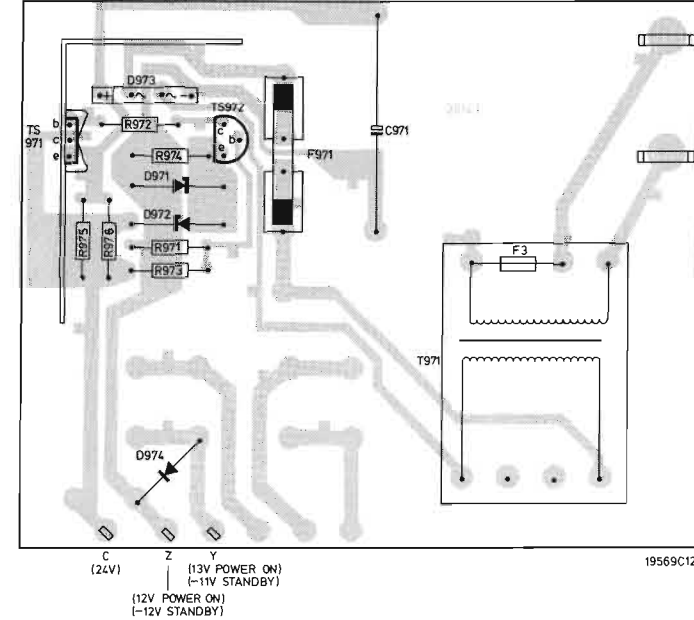 D973
+ ~ ~ -
TS972
R972
b
c
e
TS
971
c
b
e
R974
F971
C971
D971
D972
R975
R976
R971
R973
F3
T971
D974
C
(24V)
Z
Y
(13V POWER ON)
(-11V STANDBY)
(12V POWER ON)
(-12V STANDBY)
19569C12